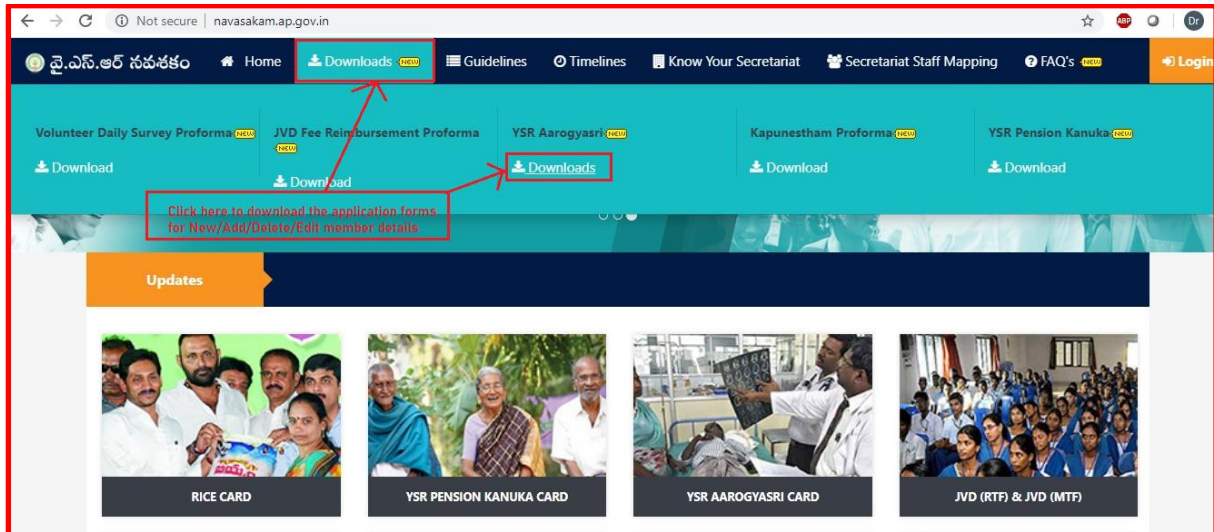 Not secure | navasakam.ap.gov.in
ABP
Dr
వై.ఎస్.ఆర్ నవశకం Home Downloads NEW Guidelines Timelines Know Your Secretariat Secretariat Staff Mapping FAQ's NEW Login
Volunteer Daily Survey Proforma NEW
Download
JVD Fee Reimbursement Proforma
NEW
Download
YSR Aarogyasri NEW
Downloads
Kapunestham Proforma NEW
Download
YSR Pension Kanuka NEW
Download
Click here to download the application forms
for New/Add/Delete/Edit member details
Updates
RICE CARD
YSR PENSION KANUKA CARD
YSR AAROGYASRI CARD
JVD (RTF) & JVD (MTF)